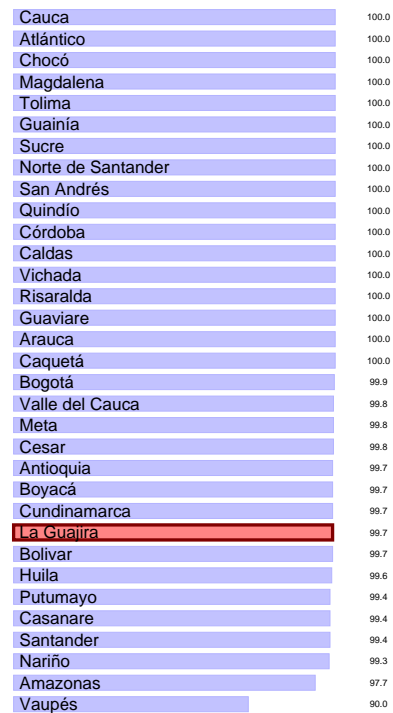 Cauca 100.0
Atlántico 100.0
Chocó 100.0
Magdalena 100.0
Tolima 100.0
Guainía 100.0
Sucre 100.0
Norte de Santander 100.0
San Andrés 100.0
Quindío 100.0
Córdoba 100.0
Caldas 100.0
Vichada 100.0
Risaralda 100.0
Guaviare 100.0
Arauca 100.0
Caquetá 100.0
Bogotá 99.9
Valle del Cauca 99.8
Meta 99.8
Cesar 99.8
Antioquia 99.7
Boyacá 99.7
Cundinamarca 99.7
La Guajira 99.7
Bolivar 99.7
Huila 99.6
Putumayo 99.4
Casanare 99.4
Santander 99.4
Nariño 99.3
Amazonas 97.7
Vaupés 90.0